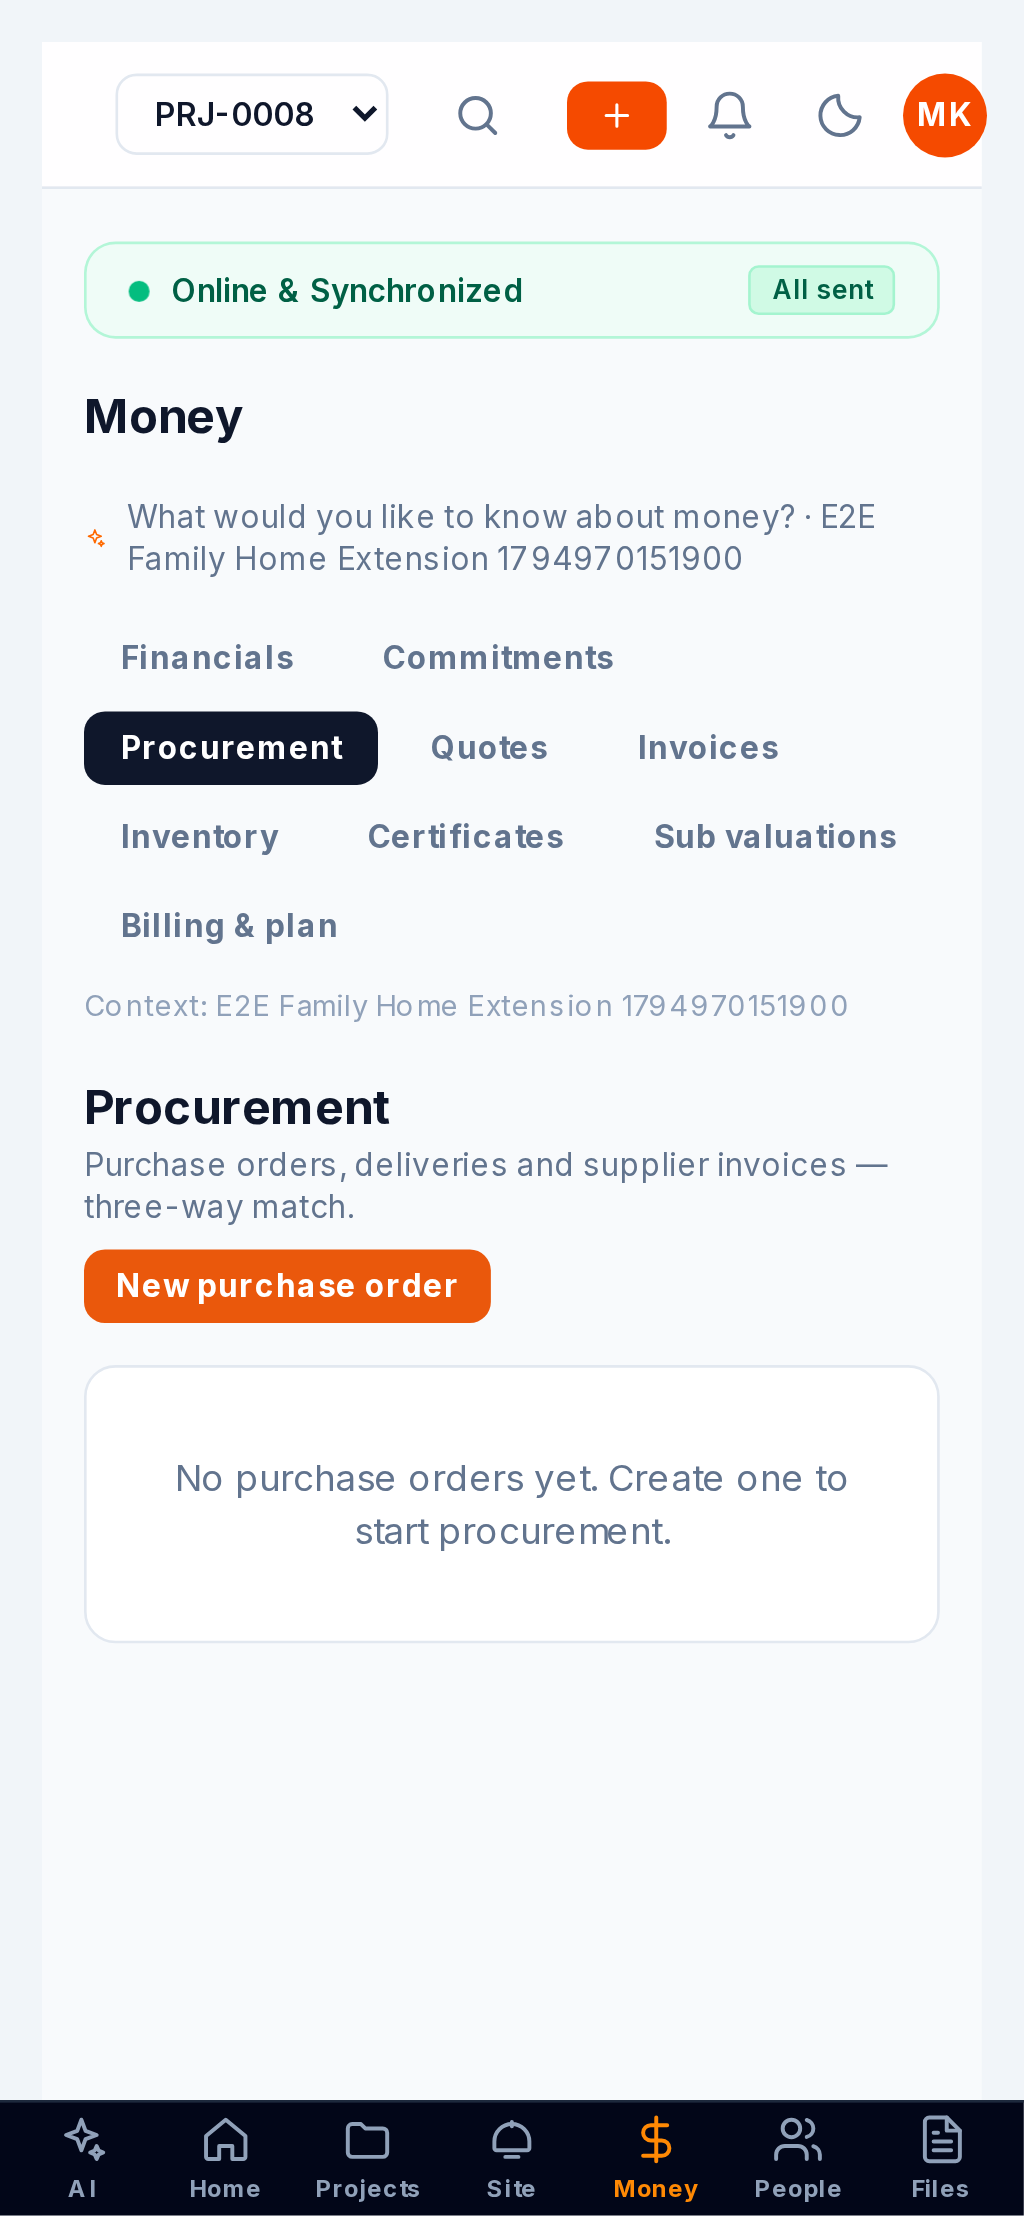 PRJ-0008
MK
Online & Synchronized
All sent
Money
What would you like to know about money? · E2E
Family Home Extension 1794970151900
Financials
Commitments
Procurement
Quotes
Invoices
Inventory
Certificates
Sub valuations
Billing & plan
Context: E2E Family Home Extension 1794970151900
Procurement
Purchase orders, deliveries and supplier invoices —
three-way match.
New purchase order
No purchase orders yet. Create one to
start procurement.
AI
Home
Projects
Site
Money
People
Files